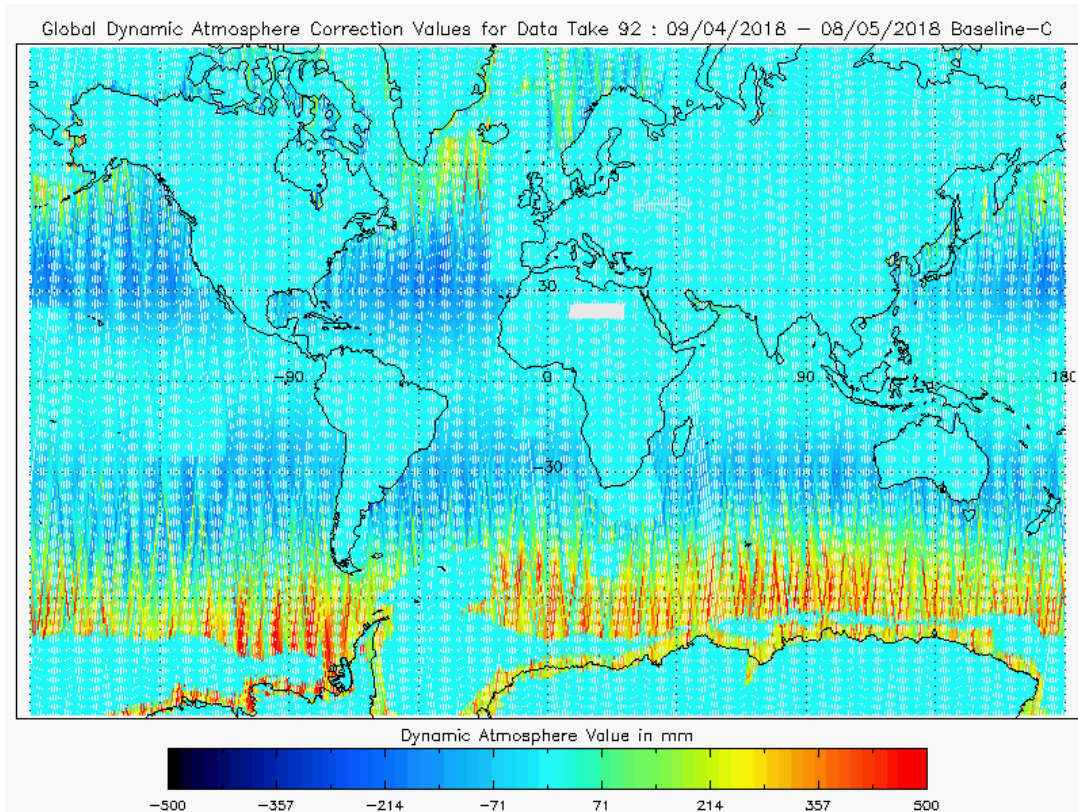 Global Dynamic Atmosphere Correction Values for Data Take 92 : 09/04/2018 – 08/05/2018 Baseline–C
30
–90 0 90 180
–30
Dynamic Atmosphere Value in mm
–500 –357 –214 –71 71 214 357 500